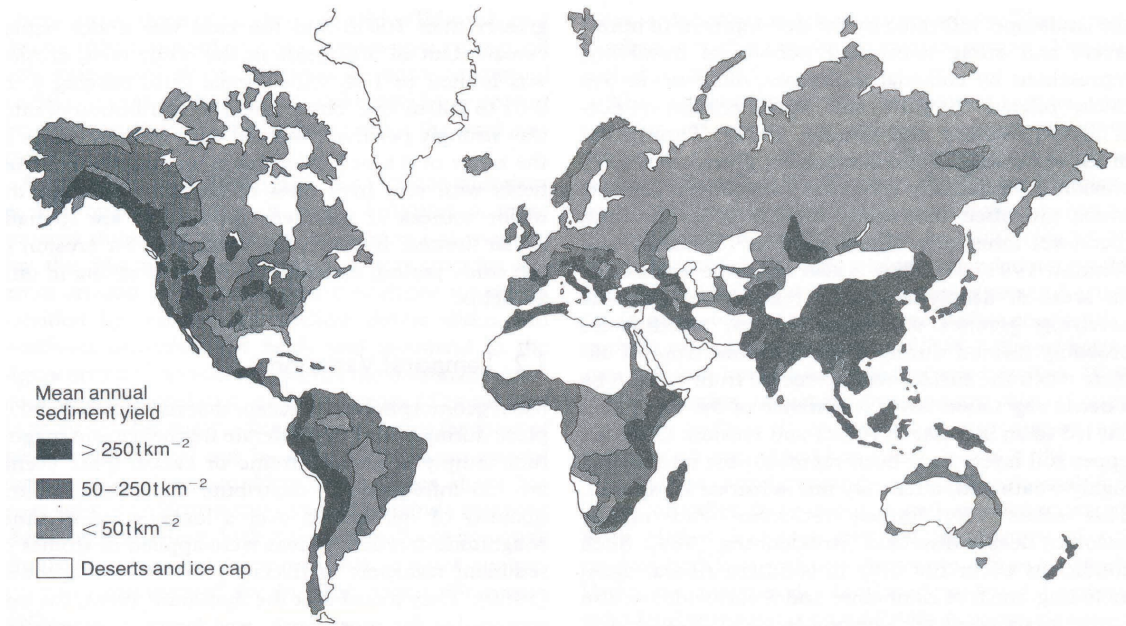 Mean annual
sediment yield
> 250 t km⁻²
50–250 t km⁻²
< 50 t km⁻²
Deserts and ice cap